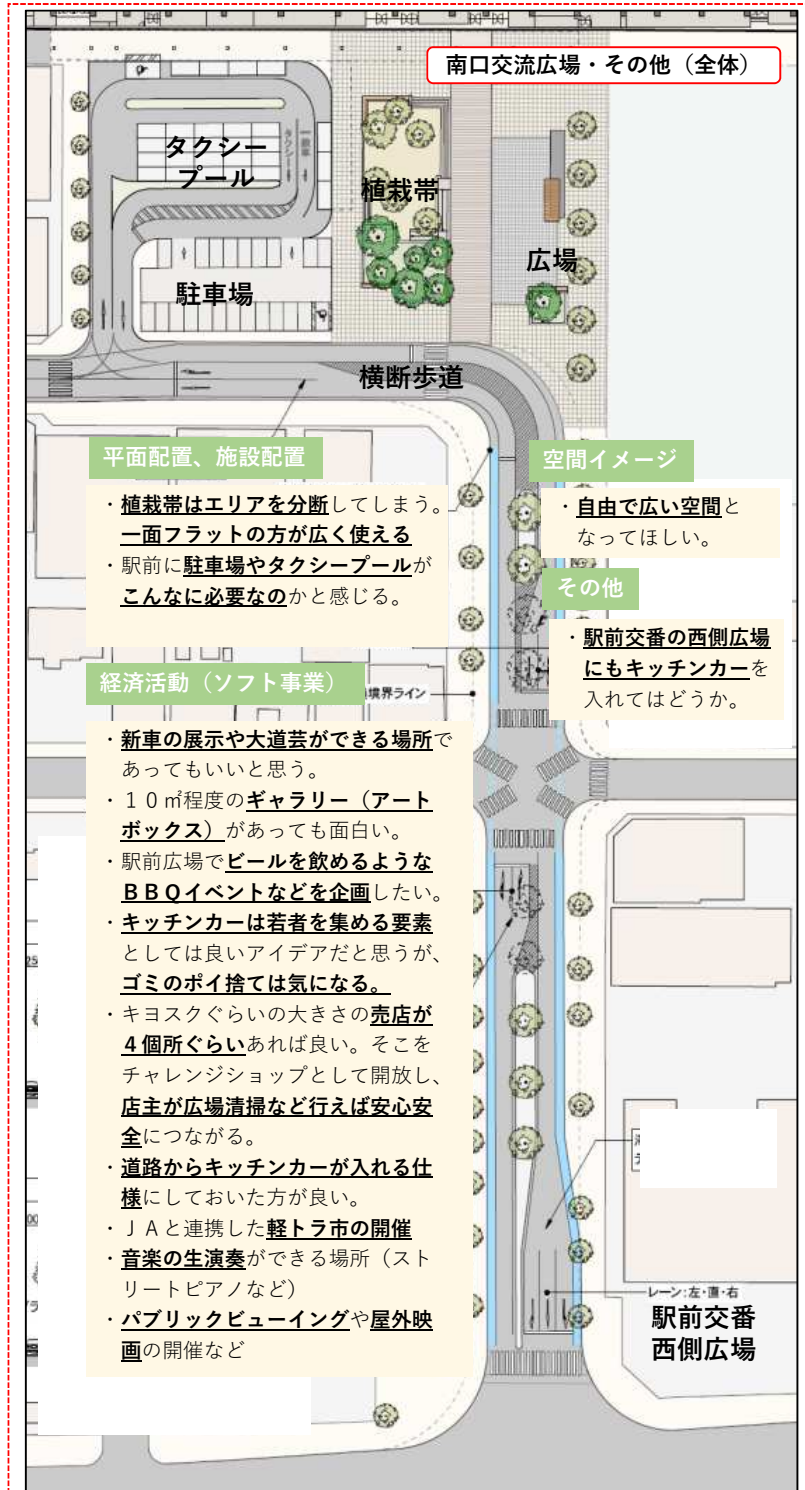 南口交流広場・その他（全体）
タクシー
プール
一般車
タクシー
植栽帯
広場
駐車場
横断歩道
平面配置、施設配置
・植栽帯はエリアを分断してしまう。
一面フラットの方が広く使える
・駅前に駐車場やタクシープールが
こんなに必要なのかと感じる。
空間イメージ
・自由で広い空間と
なってほしい。
その他
・駅前交番の西側広場
にもキッチンカーを
入れてはどうか。
経済活動（ソフト事業）
境界ライン
・新車の展示や大道芸ができる場所で
あってもいいと思う。
・１０㎡程度のギャラリー（アート
ボックス）があっても面白い。
・駅前広場でビールを飲めるような
ＢＢＱイベントなどを企画したい。
・キッチンカーは若者を集める要素
としては良いアイデアだと思うが、
ゴミのポイ捨ては気になる。
・キヨスクぐらいの大きさの売店が
４個所ぐらいあれば良い。そこを
チャレンジショップとして開放し、
店主が広場清掃など行えば安心安
全につながる。
・道路からキッチンカーが入れる仕
様にしておいた方が良い。
・ＪＡと連携した軽トラ市の開催
・音楽の生演奏ができる場所（スト
リートピアノなど）
・パブリックビューイングや屋外映
画の開催など
レーン：左・直・右
駅前交番
西側広場